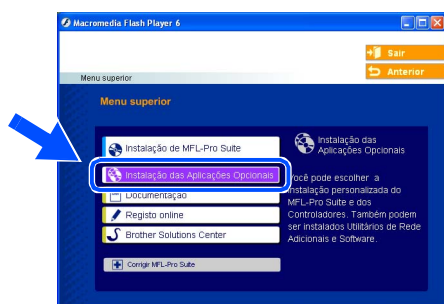 Macromedia Flash Player 6
Sair
Anterior
Menu superior
Menu superior
Instalação de MFL-Pro Suite
Instalação das Aplicações Opcionais
Documentação
Registo online
Brother Solutions Center
Corrigir MFL-Pro Suite
Instalação das
Aplicações Opcionais
Você pode escolher a
instalação personalizada do
MFL-Pro Suite e dos
Controladores. Também podem
ser instalados Utilitários de Rede
Adicionais e Software.